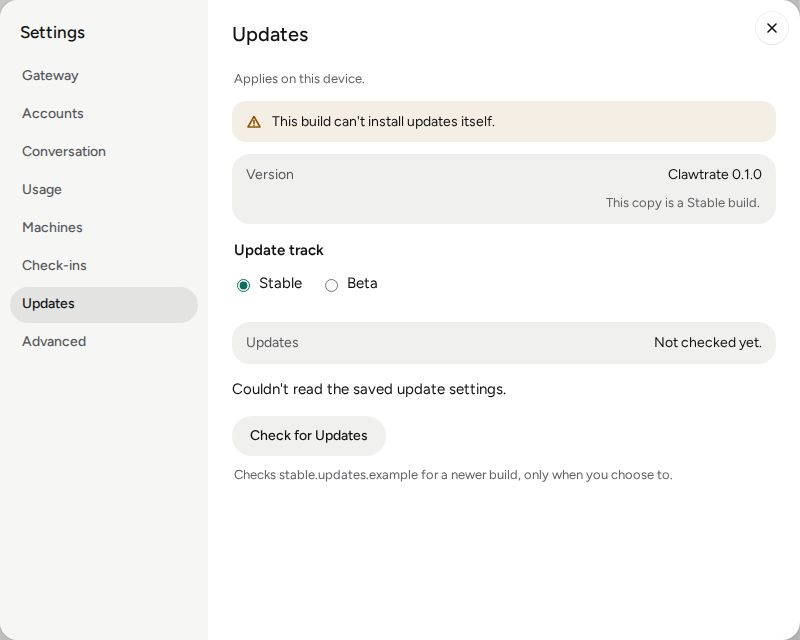 Settings
Gateway
Accounts
Conversation
Usage
Machines
Check-ins
Updates
Advanced
Updates
Applies on this device.
This build can't install updates itself.
Version
Clawtrate 0.1.0
This copy is a Stable build.
Update track
Stable
Beta
Updates
Not checked yet.
Couldn't read the saved update settings.
Check for Updates
Checks stable.updates.example for a newer build, only when you choose to.